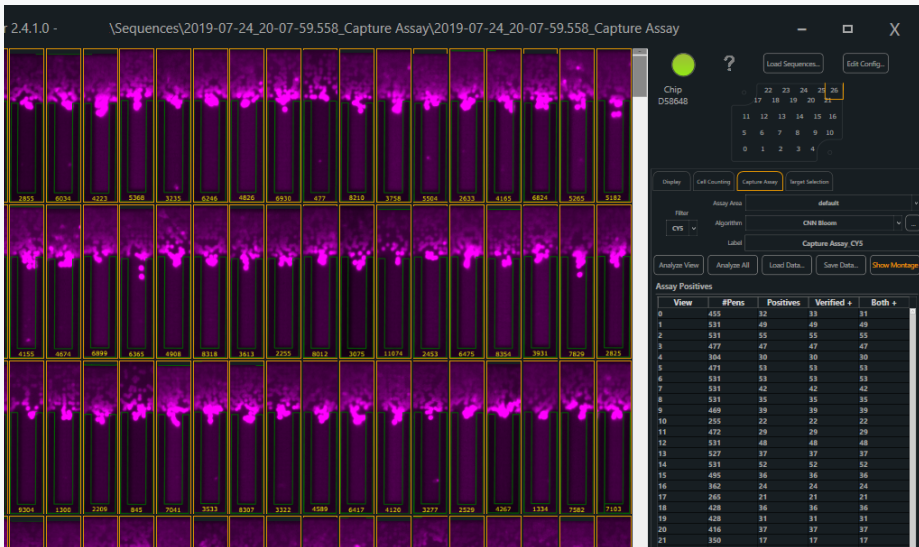 r 2.4.1.0 - \Sequences\2019-07-24_20-07-59.558_Capture Assay\2019-07-24_20-07-59.558_Capture Assay
X
? Load Sequences... Edit Config...
Chip
D58648
22 23 24 25 26
17 18 19 20 21
11 12 13 14 15 16
5 6 7 8 9 10
0 1 2 3 4
Display Cell Counting Capture Assay Target Selection
Assay Area default
Filter
CY5
Algorithm CNN Bloom ...
Label Capture Assay_CY5
Analyze View Analyze All Load Data... Save Data... Show Montage
Assay Positives
View #Pens Positives Verified + Both +
0 455 32 33 31
1 531 49 49 49
2 531 55 55 55
3 477 47 47 47
4 304 30 30 30
5 471 53 53 53
6 531 53 53 53
7 531 42 42 42
8 531 35 35 35
9 469 39 39 39
10 255 22 22 22
11 472 29 29 29
12 531 48 48 48
13 527 37 37 37
14 531 52 52 52
15 495 36 36 36
16 362 24 24 24
17 265 21 21 21
18 428 36 36 36
19 428 31 31 31
20 416 37 37 37
21 350 17 17 17
2855 6034 4223 5360 3235 6246 4826 6930 477 8210 3758 5504 2633 4165 6824 5265 5182
4155 4674 6899 6365 4908 8318 3613 2255 8012 3075 11074 2453 6475 8354 3931 7829 2825
9304 1300 2209 845 7041 3533 8307 3322 4589 6417 4120 3277 2529 4267 1334 7582 7103